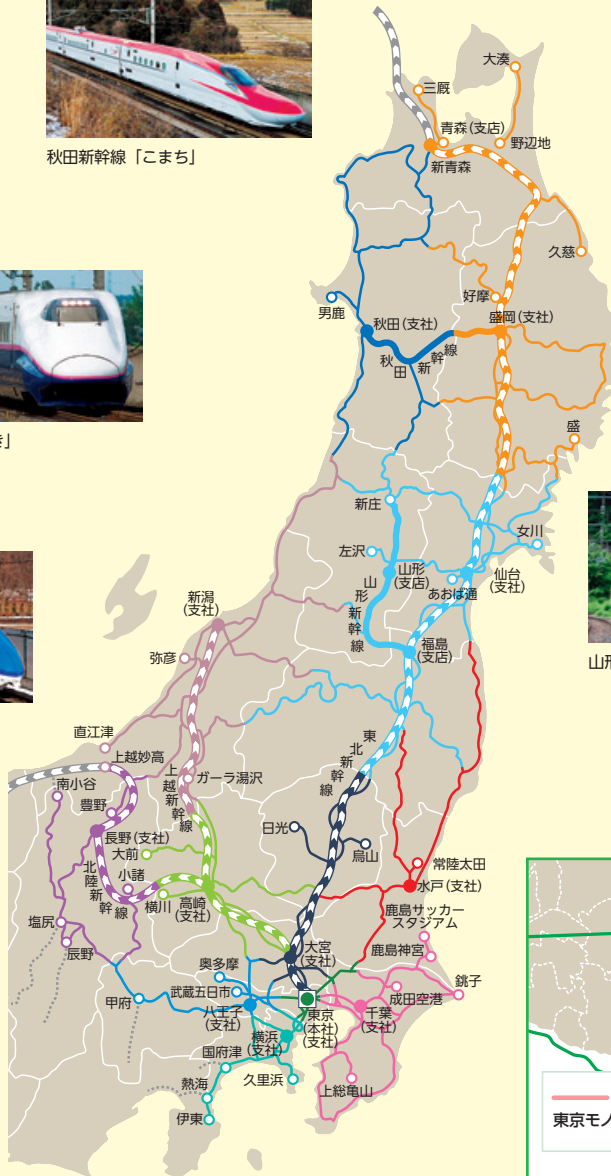 秋田新幹線「こまち」
き」
山形
大湊
三厩
青森(支店)
野辺地
新青森
久慈
好摩
男鹿
秋田(支社)
盛岡(支社)
秋田新幹線
盛
新庄
女川
左沢
山形
(支店)
仙台
(支社)
あおば通
山形新幹線
新潟
(支社)
福島
(支店)
弥彦
直江津
東北新幹線
上越妙高
南小谷
ガーラ湯沢
上越新幹線
豊野
日光
長野(支社)
烏山
大前
常陸太田
小諸
北陸新幹線
水戸(支社)
横川
高崎
(支社)
鹿島サッカー
スタジアム
塩尻
大宮
(支社)
鹿島神宮
辰野
奥多摩
銚子
武蔵五日市
成田空港
甲府
八王子
(支社)
東京
(本社)
(支社)
千葉
(支社)
横浜
(支社)
国府津
熱海
久里浜
上総亀山
伊東
東京モノ